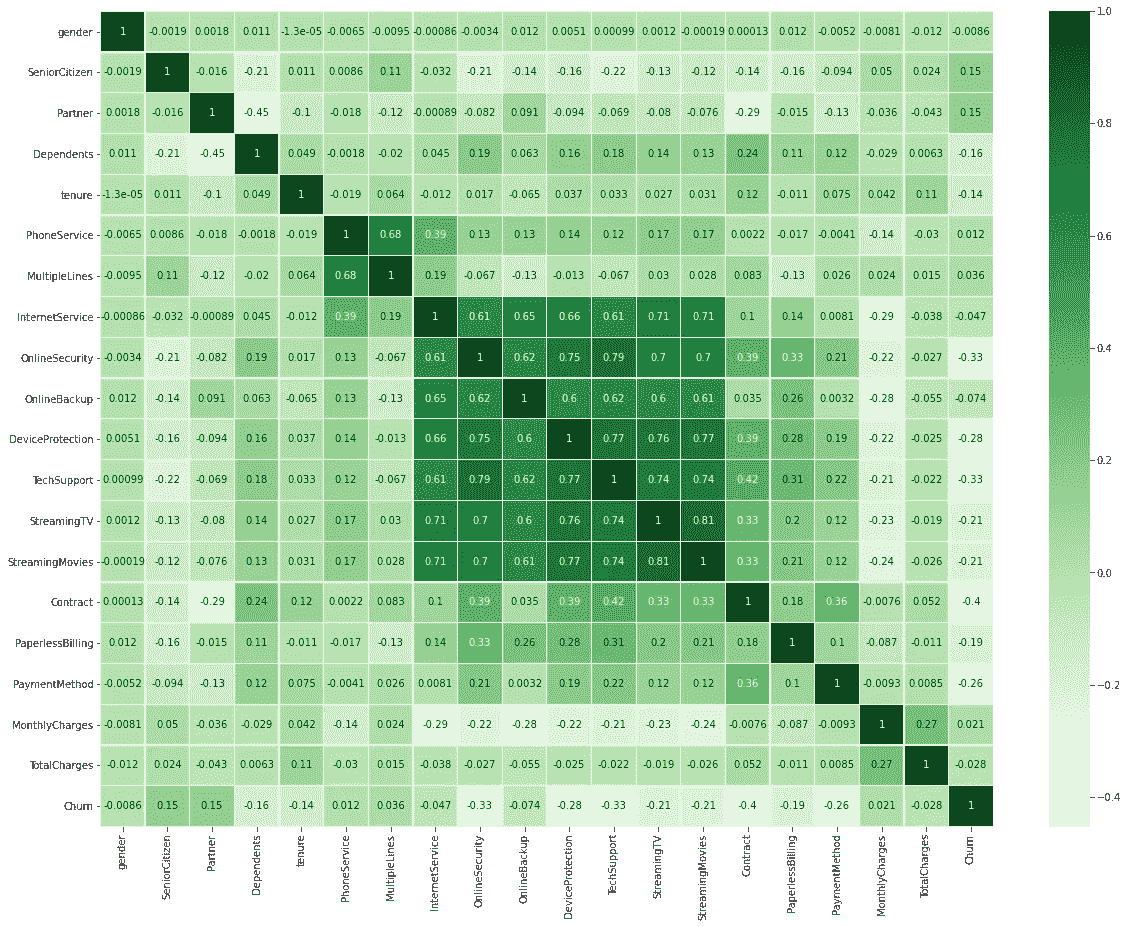 gender 1 -0.0019 0.0018 0.011 -1.3e-05 -0.0065 -0.0095 -0.00086 -0.0034 0.012 0.0051 0.00099 0.0012 -0.00019 0.00013 0.012 -0.0052 -0.0081 -0.012 -0.0086 1.0
SeniorCitizen -0.0019 1 -0.016 -0.21 0.011 0.0086 0.11 -0.032 -0.21 -0.14 -0.16 -0.22 -0.13 -0.12 -0.14 -0.16 -0.094 0.05 0.024 0.15
Partner 0.0018 -0.016 1 -0.45 -0.1 -0.018 -0.12 -0.00089 -0.082 0.091 -0.094 -0.069 -0.08 -0.076 -0.29 -0.015 -0.13 -0.036 -0.043 0.15 0.8
Dependents 0.011 -0.21 -0.45 1 0.049 -0.0018 -0.02 0.045 0.19 0.063 0.16 0.18 0.14 0.13 0.24 0.11 0.12 -0.029 0.0063 -0.16
tenure -1.3e-05 0.011 -0.1 0.049 1 -0.019 0.064 -0.012 0.017 -0.065 0.037 0.033 0.027 0.031 0.12 -0.011 0.075 0.042 0.11 -0.14
PhoneService -0.0065 0.0086 -0.018 -0.0018 -0.019 1 0.68 0.39 0.13 0.13 0.14 0.12 0.17 0.17 0.0022 -0.017 -0.0041 -0.14 -0.03 0.012 0.6
MultipleLines -0.0095 0.11 -0.12 -0.02 0.064 0.68 1 0.19 -0.067 -0.13 -0.013 -0.067 0.03 0.028 0.083 -0.13 0.026 0.024 0.015 0.036
InternetService -0.00086 -0.032 -0.00089 0.045 -0.012 0.39 0.19 1 0.61 0.65 0.66 0.61 0.71 0.71 0.1 0.14 0.0081 -0.29 -0.038 -0.047
OnlineSecurity -0.0034 -0.21 -0.082 0.19 0.017 0.13 -0.067 0.61 1 0.62 0.75 0.79 0.7 0.7 0.39 0.33 0.21 -0.22 -0.027 -0.33 0.4
OnlineBackup 0.012 -0.14 0.091 0.063 -0.065 0.13 -0.13 0.65 0.62 1 0.6 0.62 0.6 0.61 0.035 0.26 0.0032 -0.28 -0.055 -0.074
DeviceProtection 0.0051 -0.16 -0.094 0.16 0.037 0.14 -0.013 0.66 0.75 0.6 1 0.77 0.76 0.77 0.39 0.28 0.19 -0.22 -0.025 -0.28
TechSupport 0.00099 -0.22 -0.069 0.18 0.033 0.12 -0.067 0.61 0.79 0.62 0.77 1 0.74 0.74 0.42 0.31 0.22 -0.21 -0.022 -0.33 0.2
StreamingTV 0.0012 -0.13 -0.08 0.14 0.027 0.17 0.03 0.71 0.7 0.6 0.76 0.74 1 0.81 0.33 0.2 0.12 -0.23 -0.019 -0.21
StreamingMovies -0.00019 -0.12 -0.076 0.13 0.031 0.17 0.028 0.71 0.7 0.61 0.77 0.74 0.81 1 0.33 0.21 0.12 -0.24 -0.026 -0.21 0.0
Contract 0.00013 -0.14 -0.29 0.24 0.12 0.0022 0.083 0.1 0.39 0.035 0.39 0.42 0.33 0.33 1 0.18 0.36 -0.0076 0.052 -0.4
PaperlessBilling 0.012 -0.16 -0.015 0.11 -0.011 -0.017 -0.13 0.14 0.33 0.26 0.28 0.31 0.2 0.21 0.18 1 0.1 -0.087 -0.011 -0.19
PaymentMethod -0.0052 -0.094 -0.13 0.12 0.075 -0.0041 0.026 0.0081 0.21 0.0032 0.19 0.22 0.12 0.12 0.36 0.1 1 -0.0093 0.0085 -0.26 −0.2
MonthlyCharges -0.0081 0.05 -0.036 -0.029 0.042 -0.14 0.024 -0.29 -0.22 -0.28 -0.22 -0.21 -0.23 -0.24 -0.0076 -0.087 -0.0093 1 0.27 0.021
TotalCharges -0.012 0.024 -0.043 0.0063 0.11 -0.03 0.015 -0.038 -0.027 -0.055 -0.025 -0.022 -0.019 -0.026 0.052 -0.011 0.0085 0.27 1 -0.028
Churn -0.0086 0.15 0.15 -0.16 -0.14 0.012 0.036 -0.047 -0.33 -0.074 -0.28 -0.33 -0.21 -0.21 -0.4 -0.19 -0.26 0.021 -0.028 1 −0.4
gender SeniorCitizen Partner Dependents tenure PhoneService MultipleLines InternetService OnlineSecurity OnlineBackup DeviceProtection TechSupport StreamingTV StreamingMovies Contract PaperlessBilling PaymentMethod MonthlyCharges TotalCharges Churn